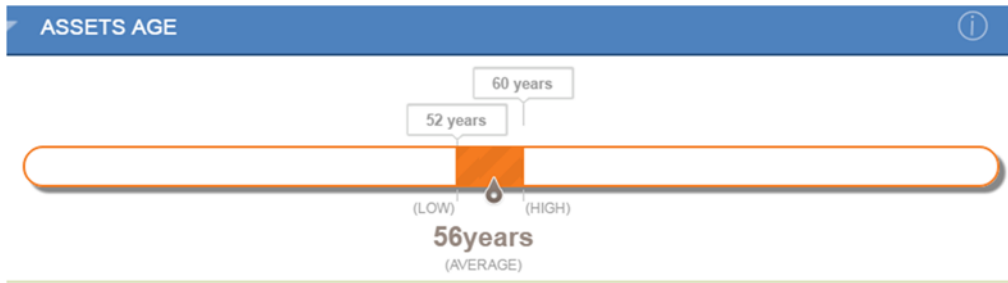 ASSETS AGE
60 years
52 years
(LOW)
(HIGH)
56years
(AVERAGE)